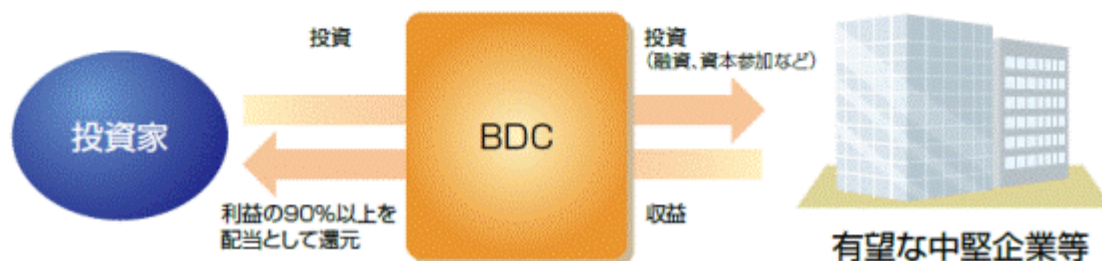 投資
投資
(融資、資本参加など)
投資家
BDC
利益の90%以上を
配当として還元
収益
有望な中堅企業等